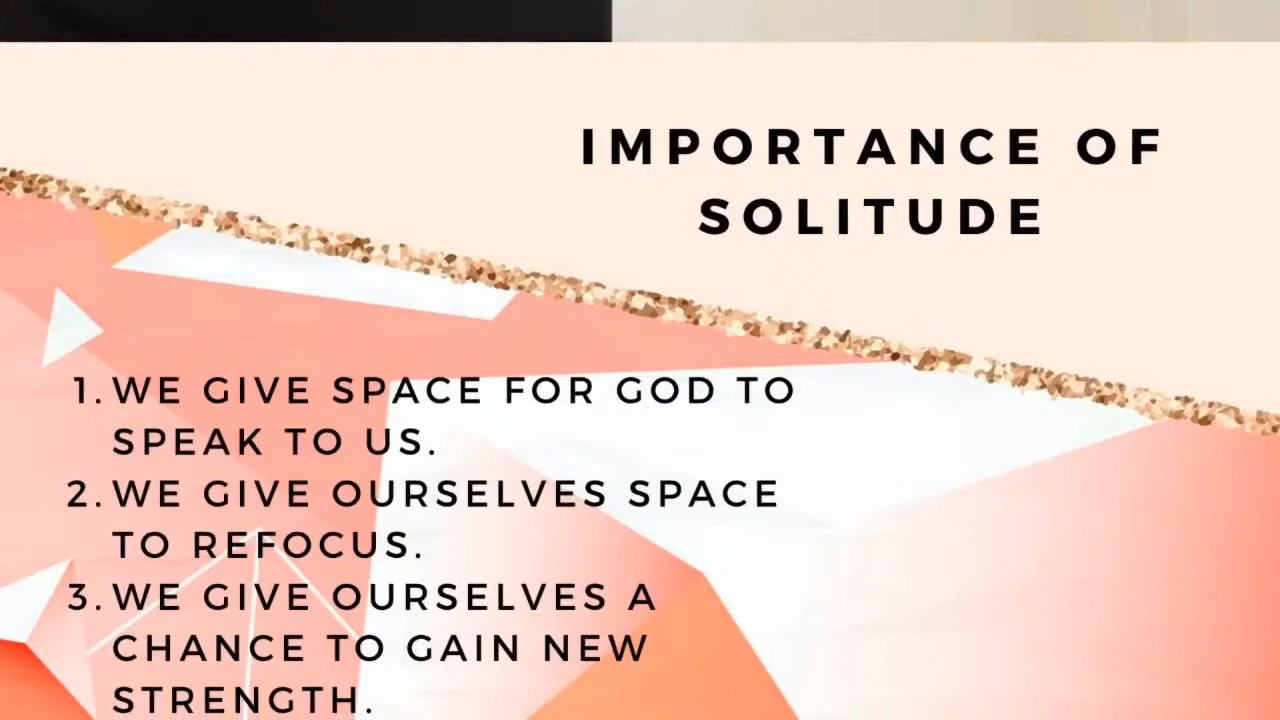 IMPORTANCE OF
SOLITUDE
1. WE GIVE SPACE FOR GOD TO
SPEAK TO US.
2. WE GIVE OURSELVES SPACE
TO REFOCUS.
3. WE GIVE OURSELVES A
CHANCE TO GAIN NEW
STRENGTH.